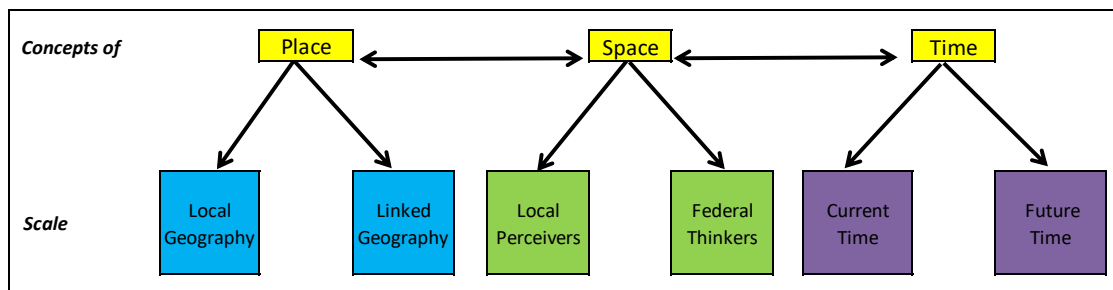 Concepts of
Place
Space
Time
Scale
Local
Geography
Linked
Geography
Local
Perceivers
Federal
Thinkers
Current
Time
Future
Time